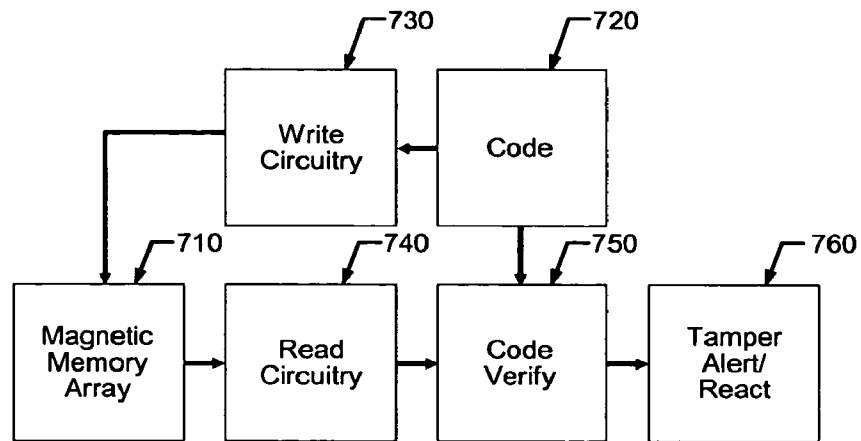 730
720
Write
Circuitry
Code
710
740
750
760
Magnetic
Memory
Array
Read
Circuitry
Code
Verify
Tamper
Alert/
React